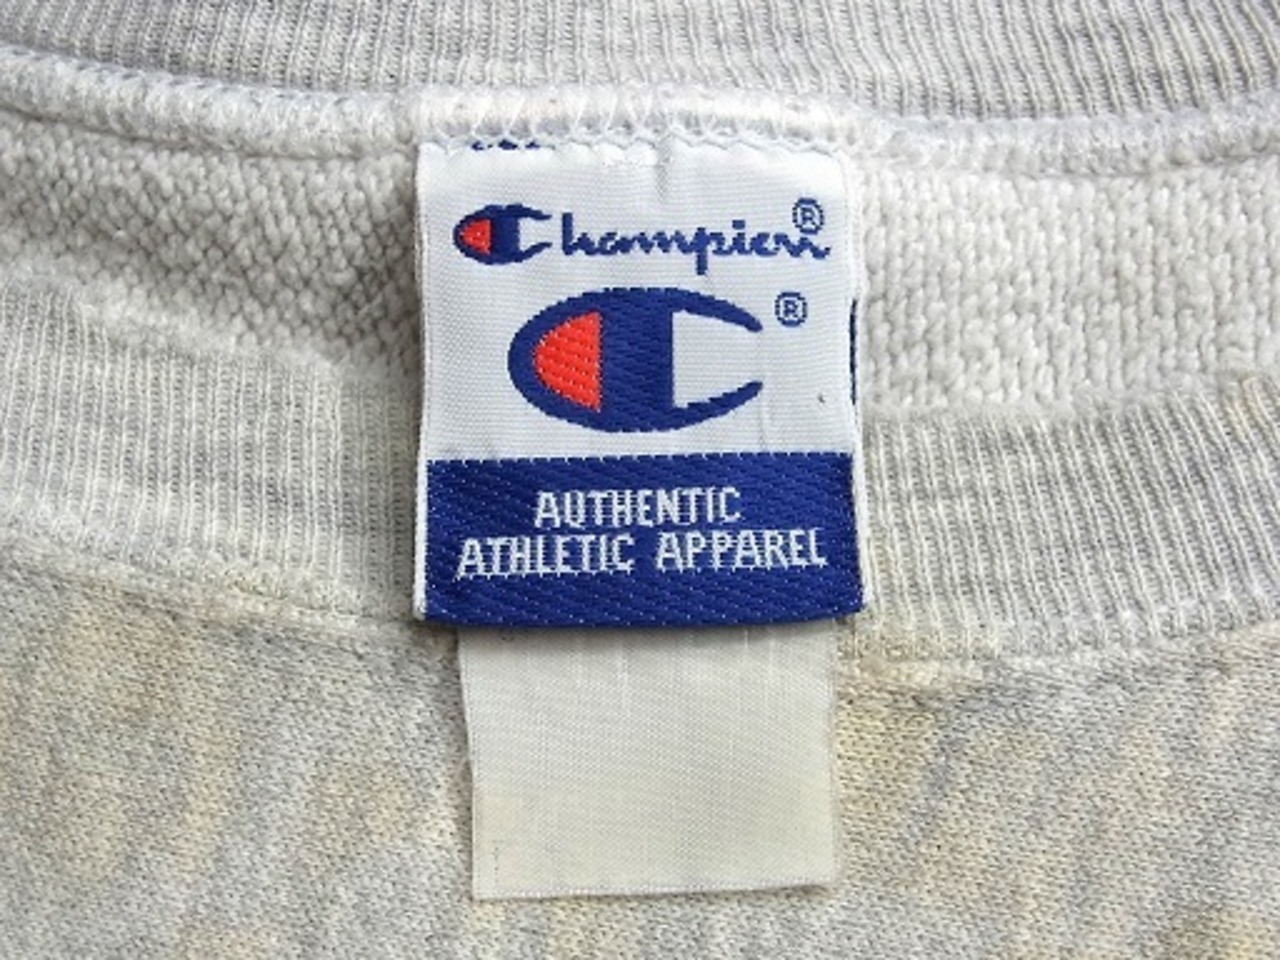 Champion®
®
AUTHENTIC
ATHLETIC APPAREL